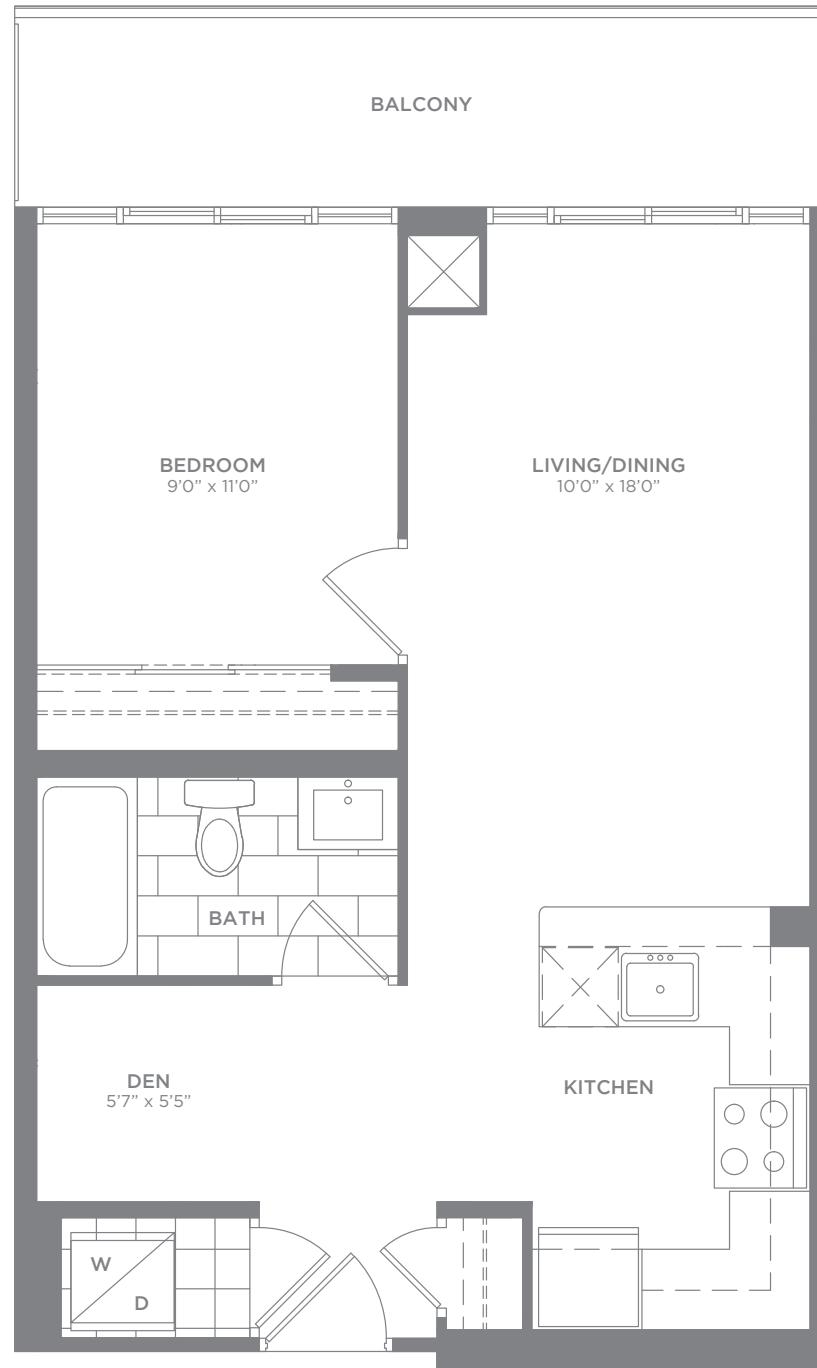 BALCONY
BEDROOM
9’0” x 11’0”
LIVING/DINING
10’0” x 18’0”
BATH
DEN
5’7” x 5’5”
KITCHEN
W
D